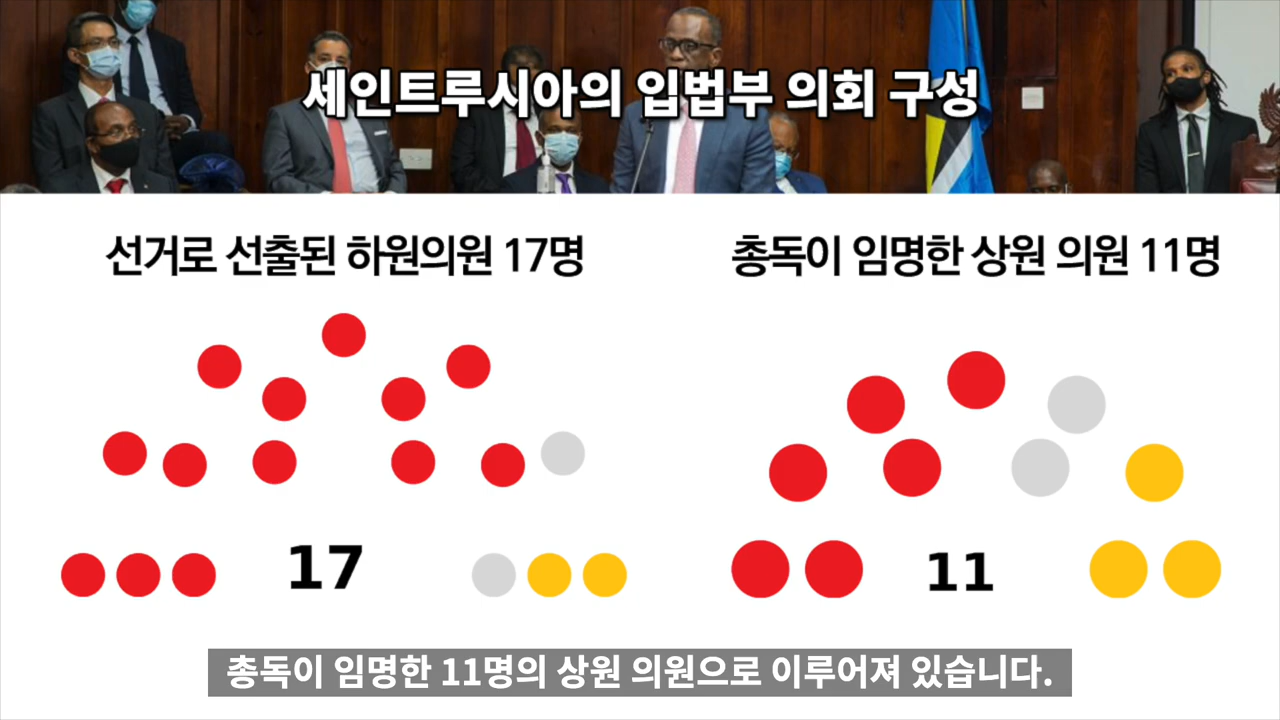 세인트루시아의 입법부 의회 구성
선거로 선출된 하원의원 17명
총독이 임명한 상원 의원 11명
17
11
총독이 임명한 11명의 상원 의원으로 이루어져 있습니다.